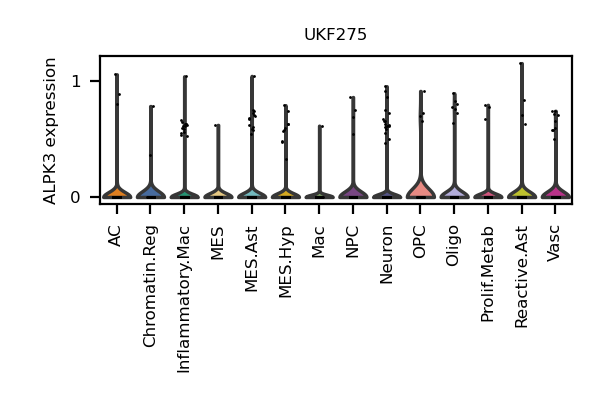 UKF275
ALPK3 expression
1
0
AC
Chromatin.Reg
Inflammatory.Mac
MES
MES.Ast
MES.Hyp
Mac
NPC
Neuron
OPC
Oligo
Prolif.Metab
Reactive.Ast
Vasc